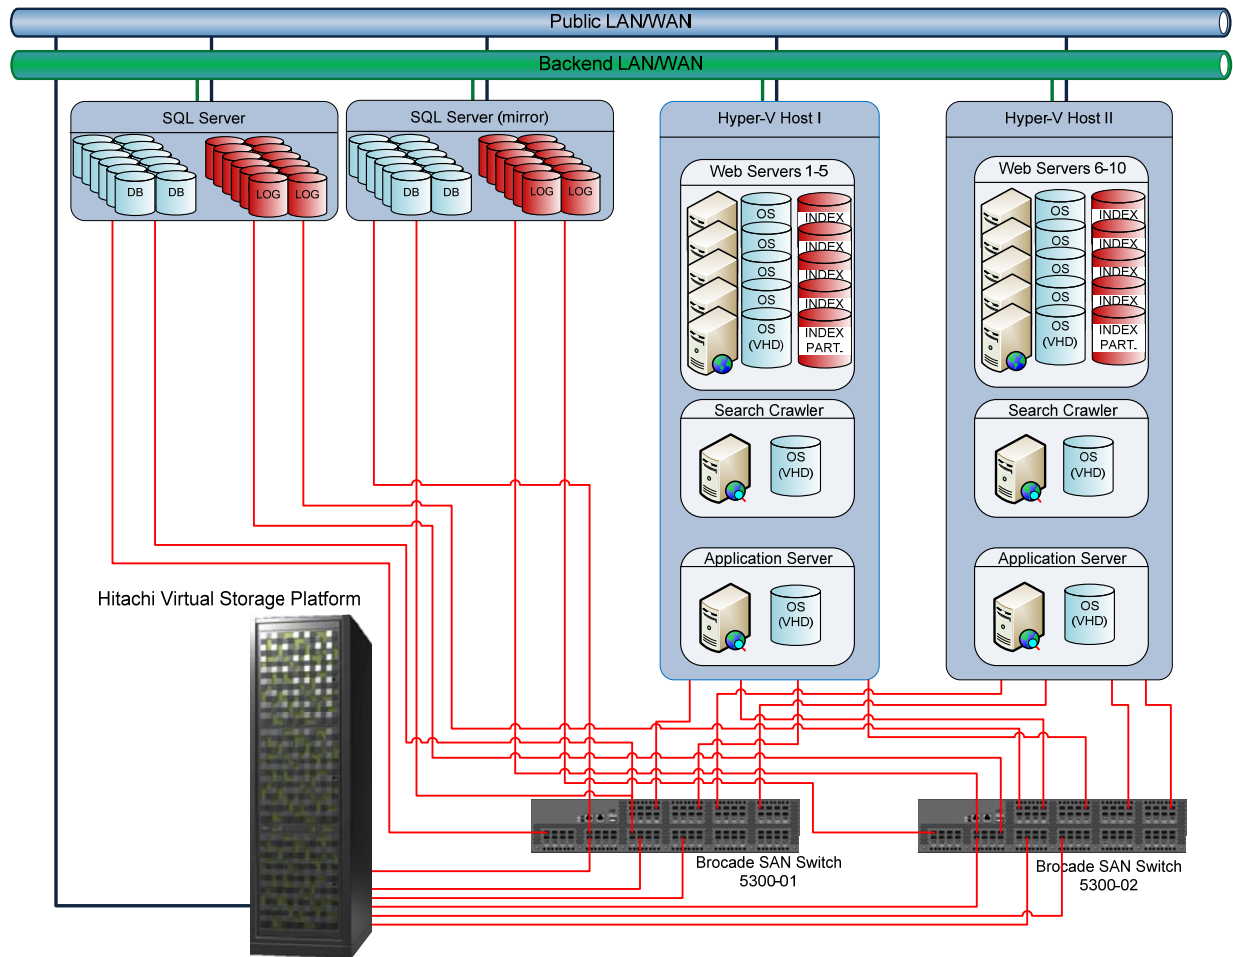 Public LAN/WAN
Backend LAN/WAN
SQL Server
DB
DB
LOG
LOG
SQL Server (mirror)
DB
DB
LOG
LOG
Hyper-V Host I
Web Servers 1-5
OS
INDEX
OS
INDEX
OS
INDEX
OS
INDEX
OS
(VHD)
INDEX
PART.
Search Crawler
OS
(VHD)
Application Server
OS
(VHD)
Hyper-V Host II
Web Servers 6-10
OS
INDEX
OS
INDEX
OS
INDEX
OS
INDEX
OS
(VHD)
INDEX
PART.
Search Crawler
OS
(VHD)
Application Server
OS
(VHD)
Hitachi Virtual Storage Platform
Brocade SAN Switch
5300-01
Brocade SAN Switch
5300-02